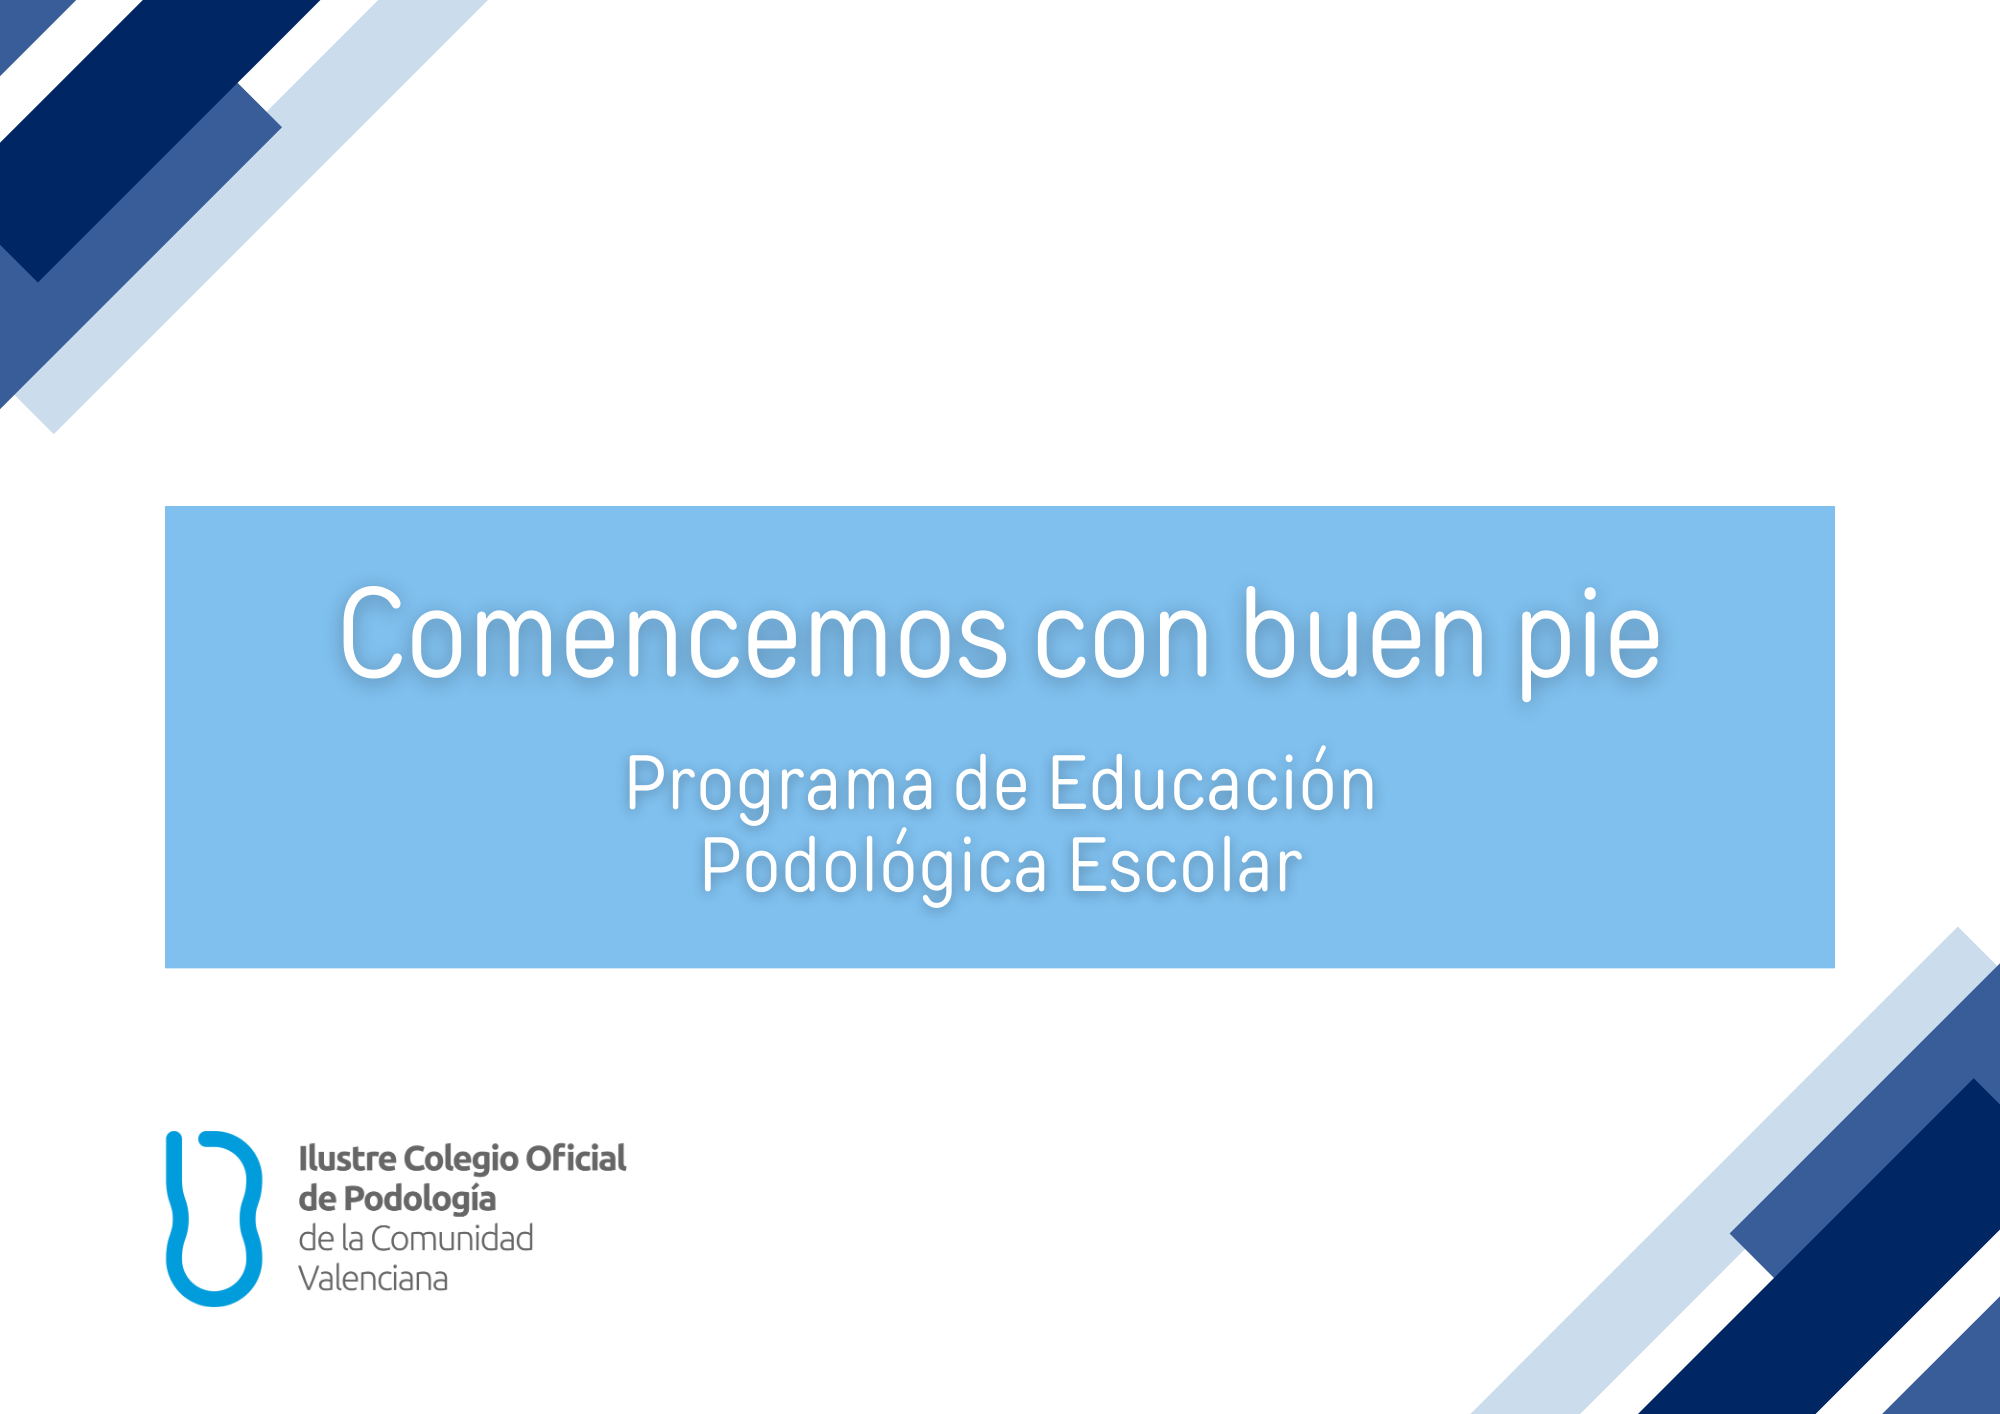 Comencemos con buen pie
Programa de Educación
Podológica Escolar
Ilustre Colegio Oficial
de Podología
de la Comunidad
Valenciana